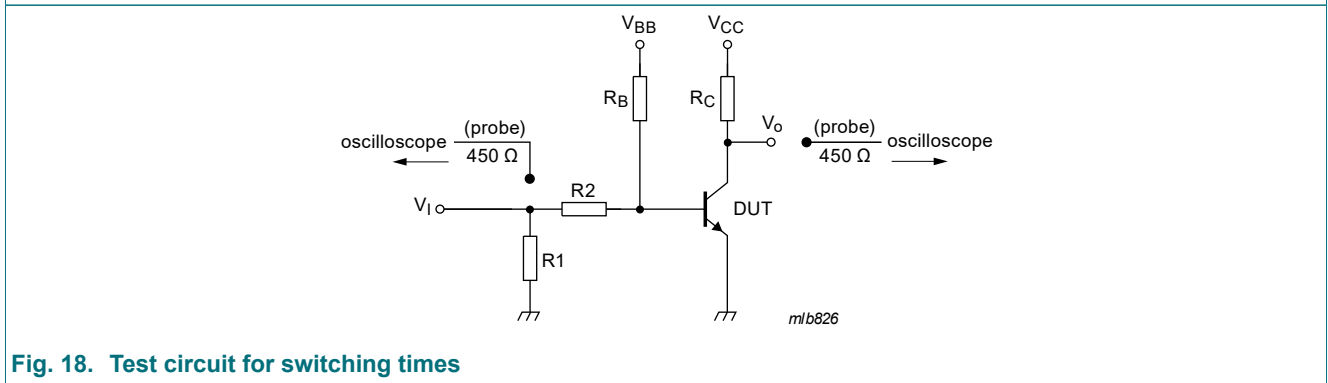 VBB
VCC
RB
RC
Vo
(probe)
oscilloscope
450 Ω
(probe)
oscilloscope
450 Ω
R2
VI
DUT
R1
mlb826
Fig. 18. Test circuit for switching times